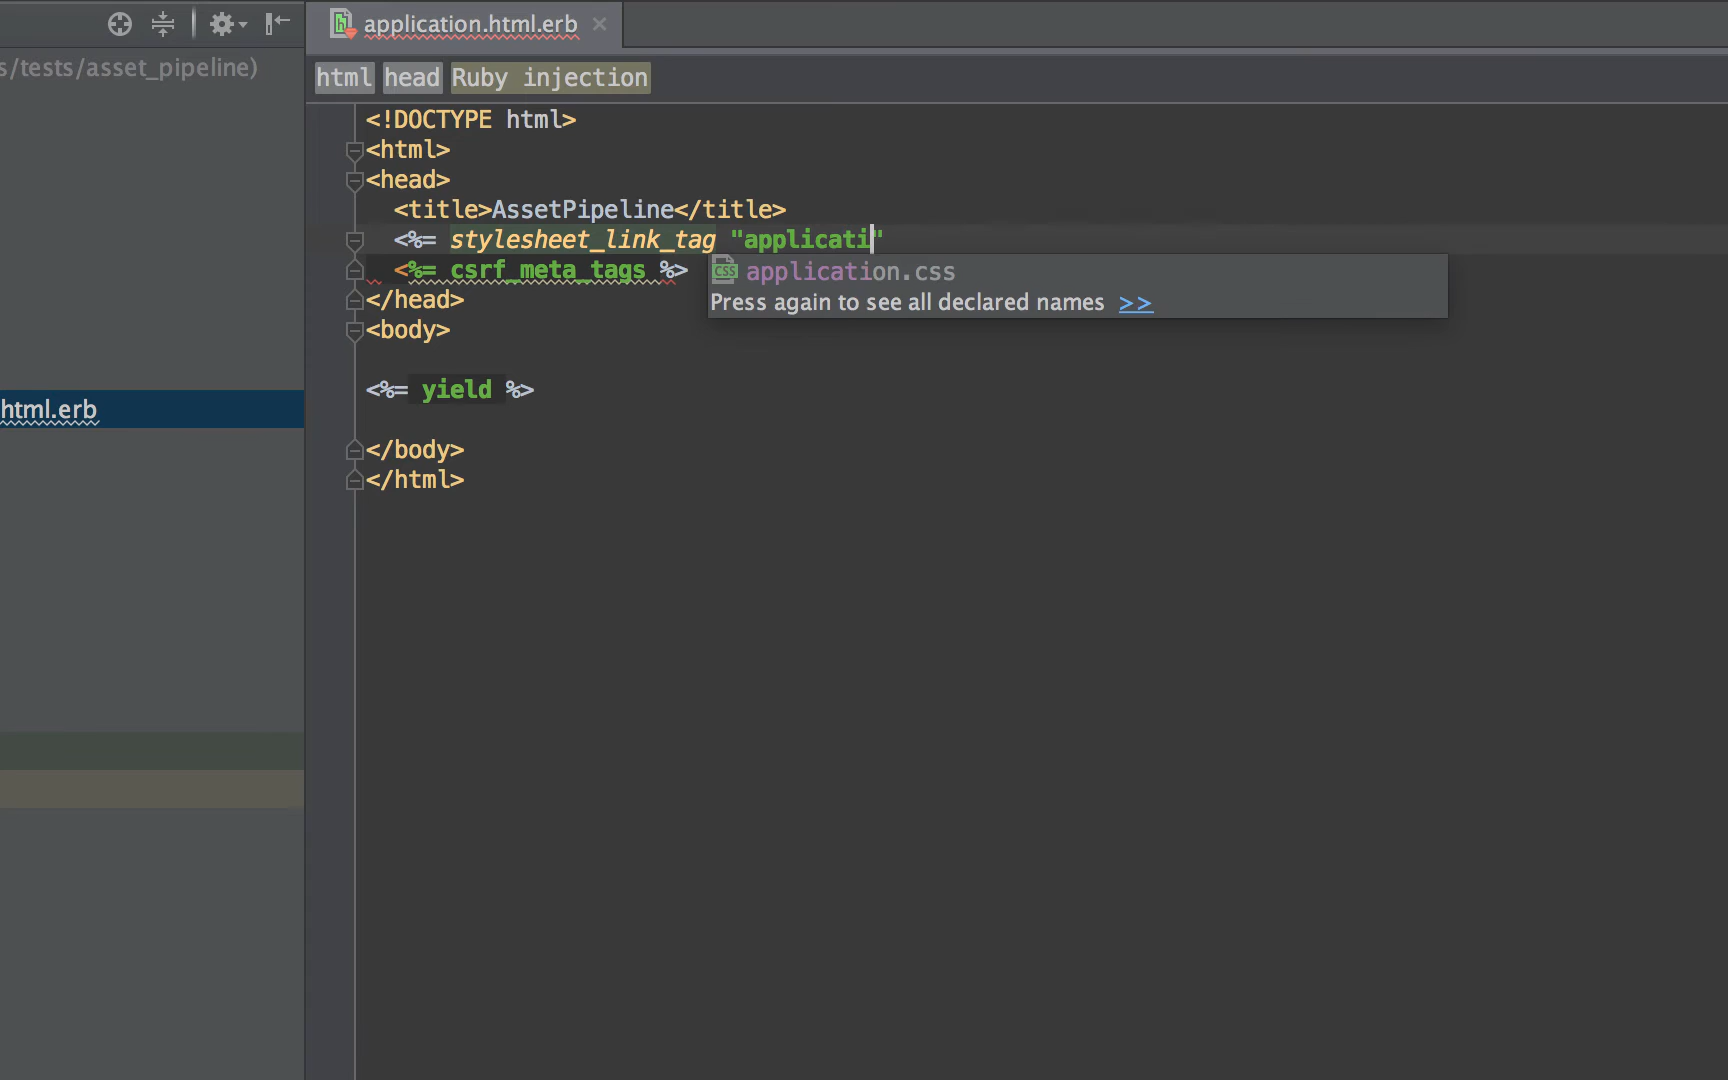 s/tests/asset_pipeline)
application.html.erb
html head Ruby injection
<!DOCTYPE html>
<html>
<head>
<title>AssetPipeline</title>
<%= stylesheet_link_tag "applicati"
<%= csrf_meta_tags %>
application.css
Press again to see all declared names >>
</head>
<body>
<%= yield %>
html.erb
</body>
</html>